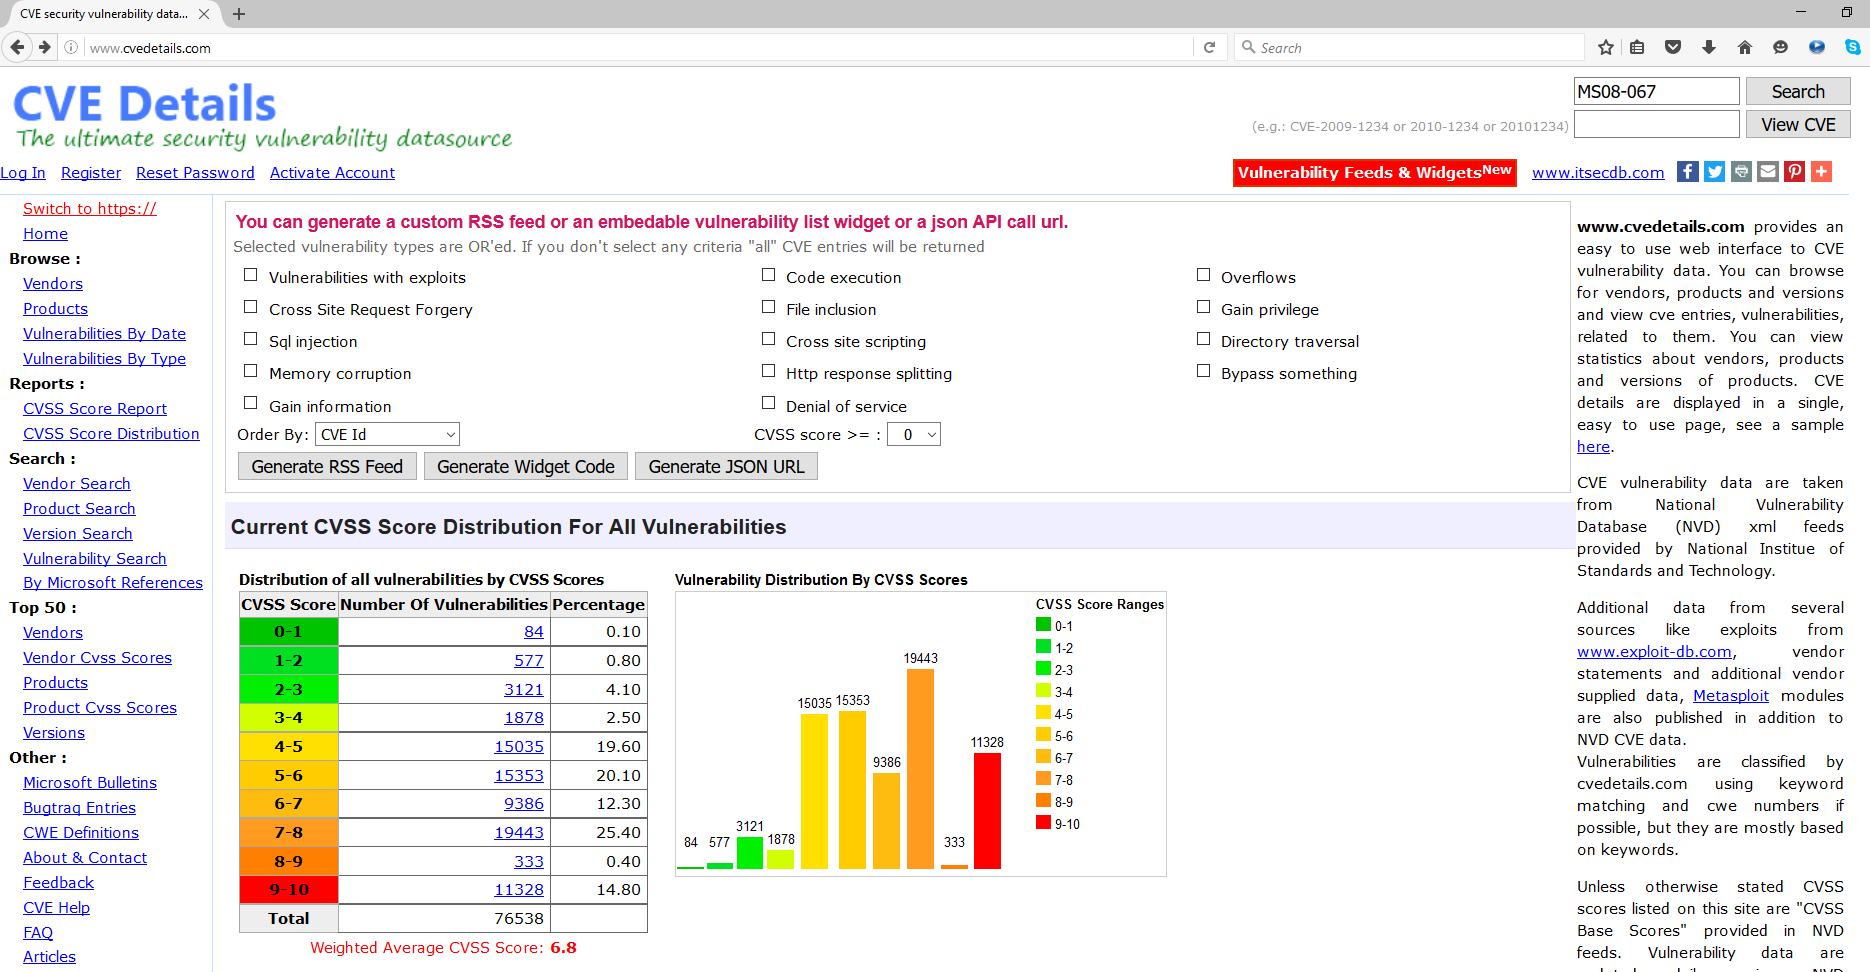 CVE security vulnerability data...
www.cvedetails.com
Search
CVE Details
The ultimate security vulnerability datasource
MS08-067
Search
(e.g.: CVE-2009-1234 or 2010-1234 or 20101234)
View CVE
Log In Register Reset Password Activate Account
Vulnerability Feeds & WidgetsNew www.itsecdb.com
Switch to https://
Home
Browse :
Vendors
Products
Vulnerabilities By Date
Vulnerabilities By Type
Reports :
CVSS Score Report
CVSS Score Distribution
Search :
Vendor Search
Product Search
Version Search
Vulnerability Search
By Microsoft References
Top 50 :
Vendors
Vendor Cvss Scores
Products
Product Cvss Scores
Versions
Other :
Microsoft Bulletins
Bugtraq Entries
CWE Definitions
About & Contact
Feedback
CVE Help
FAQ
Articles
You can generate a custom RSS feed or an embedable vulnerability list widget or a json API call url.
Selected vulnerability types are OR'ed. If you don't select any criteria "all" CVE entries will be returned
Vulnerabilities with exploits Code execution Overflows
Cross Site Request Forgery File inclusion Gain privilege
Sql injection Cross site scripting Directory traversal
Memory corruption Http response splitting Bypass something
Gain information Denial of service
Order By: CVE Id CVSS score >= : 0
Generate RSS Feed Generate Widget Code Generate JSON URL
Current CVSS Score Distribution For All Vulnerabilities
Distribution of all vulnerabilities by CVSS Scores
CVSS Score Number Of Vulnerabilities Percentage
0-1 84 0.10
1-2 577 0.80
2-3 3121 4.10
3-4 1878 2.50
4-5 15035 19.60
5-6 15353 20.10
6-7 9386 12.30
7-8 19443 25.40
8-9 333 0.40
9-10 11328 14.80
Total 76538
Weighted Average CVSS Score: 6.8
Vulnerability Distribution By CVSS Scores
84
577
3121
1878
15035
15353
9386
19443
333
11328
CVSS Score Ranges
0-1
1-2
2-3
3-4
4-5
5-6
6-7
7-8
8-9
9-10
www.cvedetails.com provides an
easy to use web interface to CVE
vulnerability data. You can browse
for vendors, products and versions
and view cve entries, vulnerabilities,
related to them. You can view
statistics about vendors, products
and versions of products. CVE
details are displayed in a single,
easy to use page, see a sample
here.
CVE vulnerability data are taken
from National Vulnerability
Database (NVD) xml feeds
provided by National Institue of
Standards and Technology.
Additional data from several
sources like exploits from
www.exploit-db.com, vendor
statements and additional vendor
supplied data, Metasploit modules
are also published in addition to
NVD CVE data.
Vulnerabilities are classified by
cvedetails.com using keyword
matching and cwe numbers if
possible, but they are mostly based
on keywords.
Unless otherwise stated CVSS
scores listed on this site are "CVSS
Base Scores" provided in NVD
feeds. Vulnerability data are